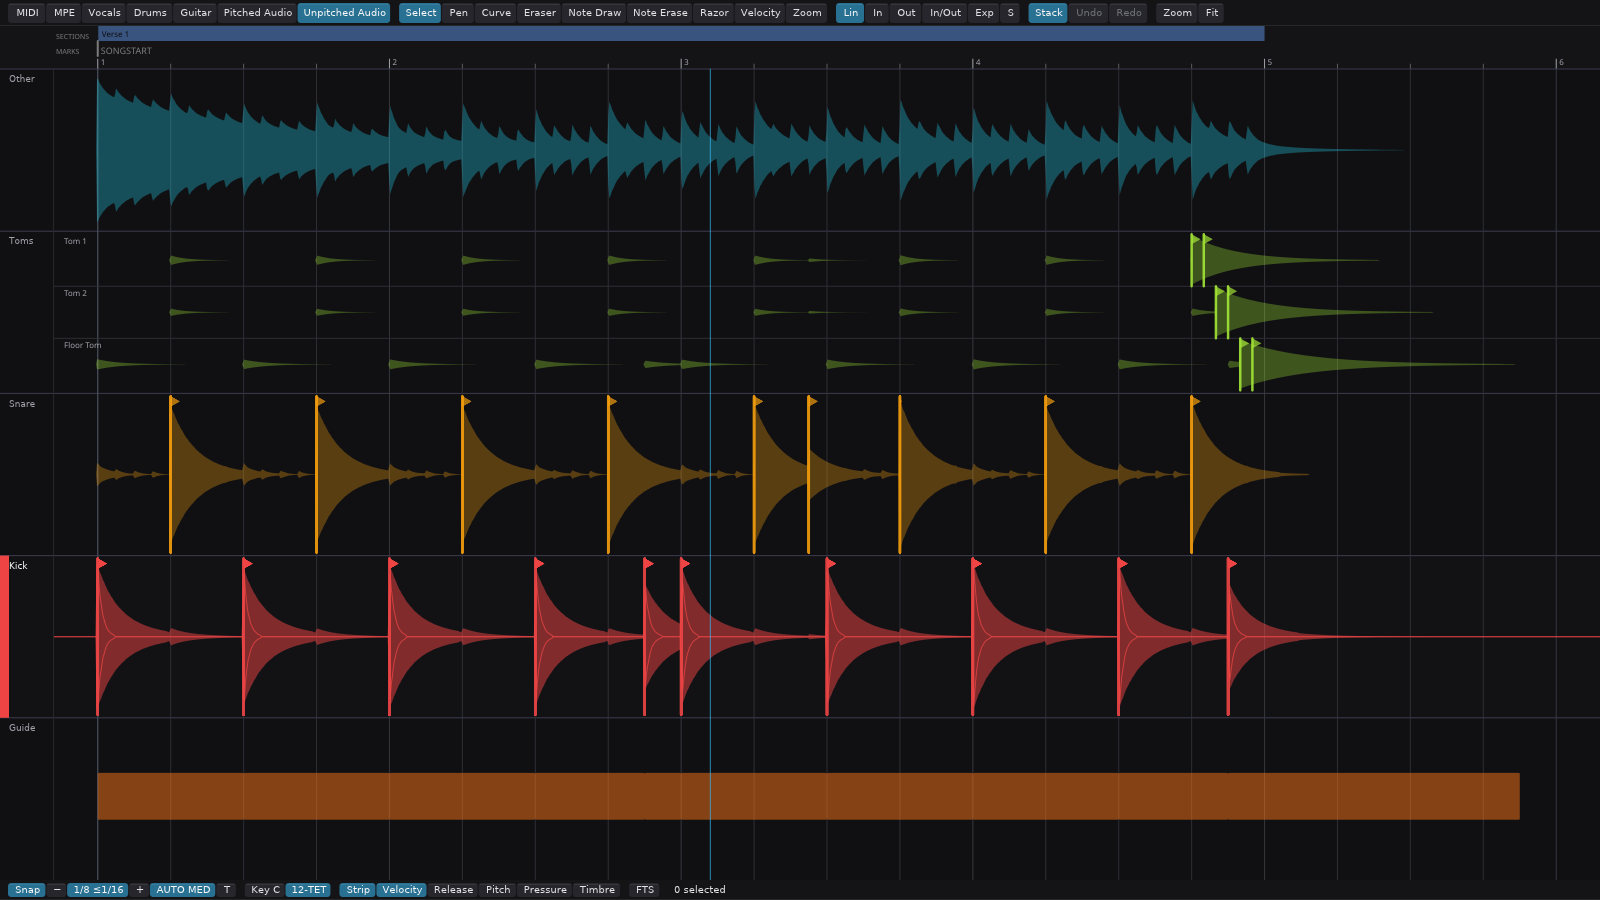 MIDI MPE Vocals Drums Guitar Pitched Audio Unpitched Audio Select Pen Curve Eraser Note Draw Note Erase Razor Velocity Zoom Lin In Out In/Out Exp S Stack Undo Redo Zoom Fit
SECTIONS Verse 1
MARKS SONGSTART
1 2 3 4 5 6
Other
Toms Tom 1
Tom 2
Floor Tom
Snare
Kick
Guide
Snap − 1/8 ≤1/16 + AUTO MED T Key C 12-TET Strip Velocity Release Pitch Pressure Timbre FTS 0 selected